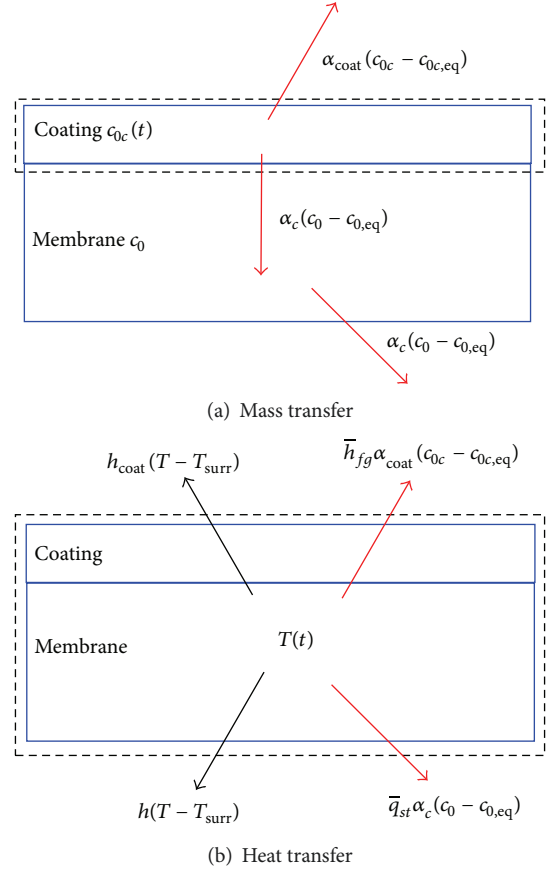 α_coat(c_0c − c_0c,eq)
Coating c_0c(t)
α_c(c_0 − c_0,eq)
Membrane c_0
α_c(c_0 − c_0,eq)
(a) Mass transfer
h_coat(T − T_surr)
h̅_fg α_coat(c_0c − c_0c,eq)
Coating
Membrane
T(t)
h(T − T_surr)
q̅_st α_c(c_0 − c_0,eq)
(b) Heat transfer